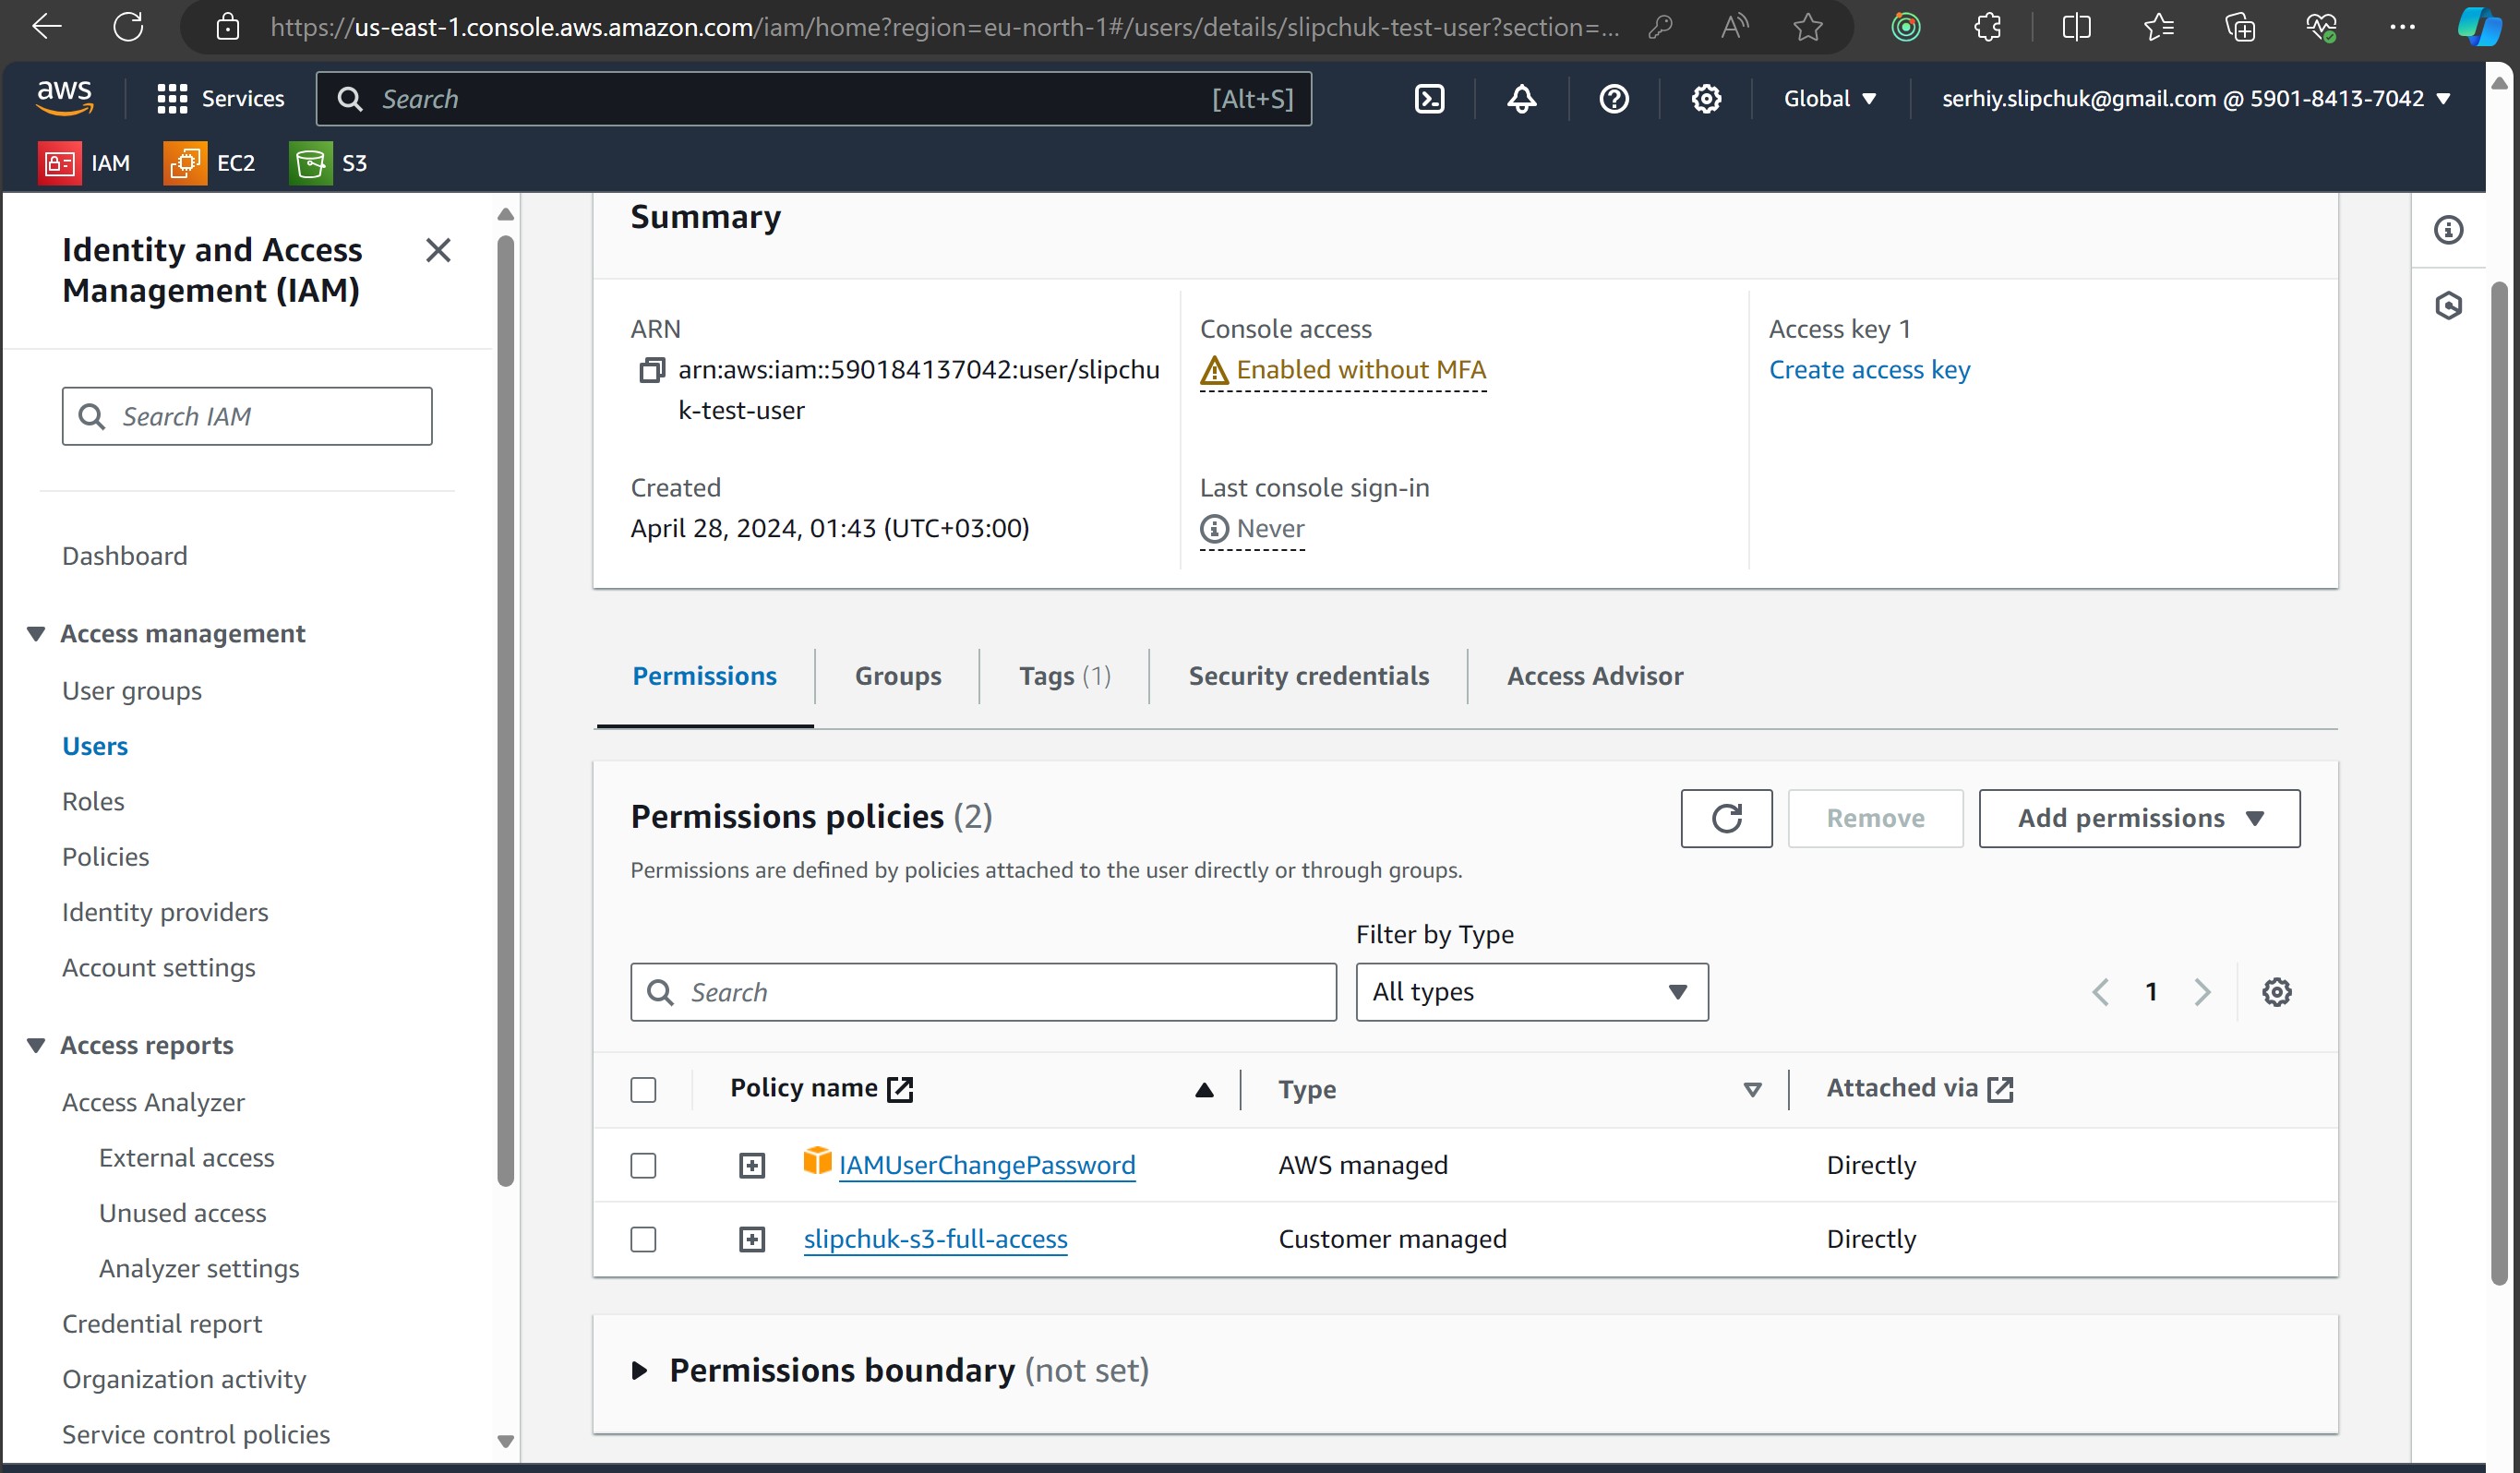 https://us-east-1.console.aws.amazon.com/iam/home?region=eu-north-1#/users/details/slipchuk-test-user?section=...
aws
Services
Search
[Alt+S]
Global
serhiy.slipchuk@gmail.com @ 5901-8413-7042
IAM
EC2
S3
Identity and Access
Management (IAM)
Search IAM
Dashboard
Access management
User groups
Users
Roles
Policies
Identity providers
Account settings
Access reports
Access Analyzer
External access
Unused access
Analyzer settings
Credential report
Organization activity
Service control policies
Summary
ARN
arn:aws:iam::590184137042:user/slipchu
k-test-user
Console access
Enabled without MFA
Access key 1
Create access key
Created
April 28, 2024, 01:43 (UTC+03:00)
Last console sign-in
Never
Permissions
Groups
Tags (1)
Security credentials
Access Advisor
Permissions policies (2)
Remove
Add permissions
Permissions are defined by policies attached to the user directly or through groups.
Filter by Type
Search
All types
1
Policy name
Type
Attached via
IAMUserChangePassword
AWS managed
Directly
slipchuk-s3-full-access
Customer managed
Directly
Permissions boundary (not set)